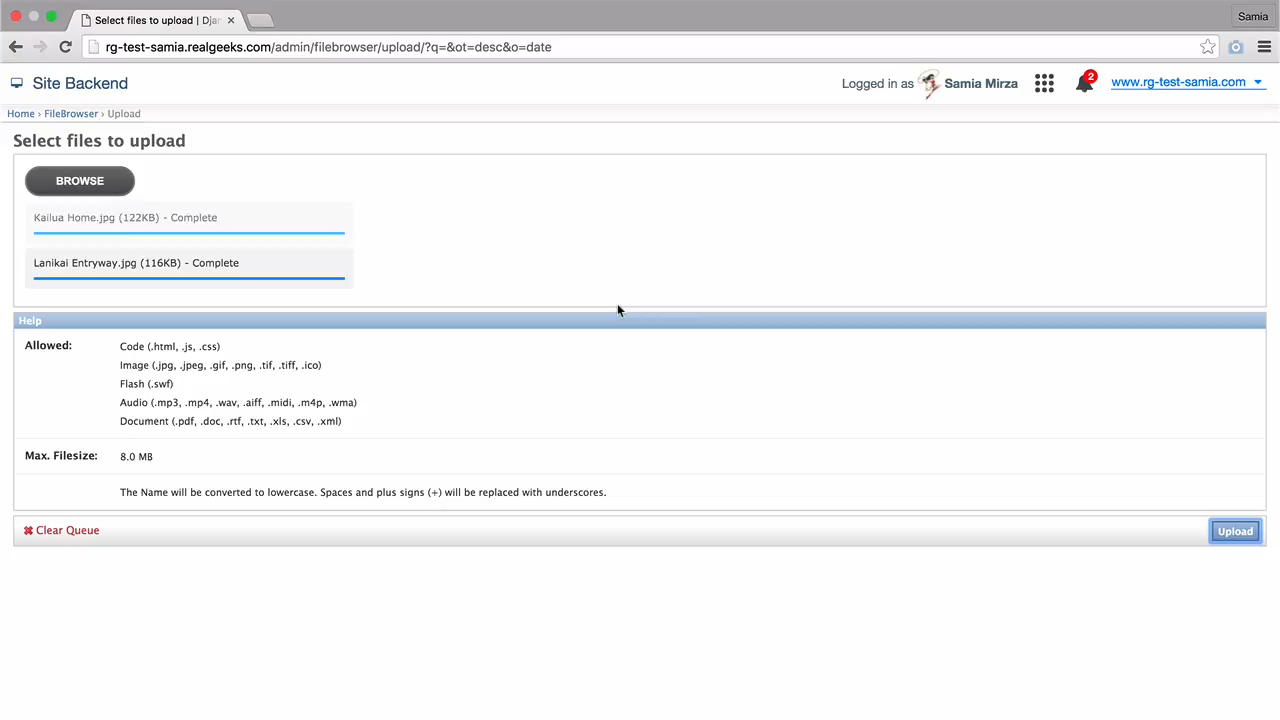 Select files to upload | Djan
Samia
rg-test-samia.realgeeks.com/admin/filebrowser/upload/?q=&ot=desc&o=date
Site Backend
Logged in as Samia Mirza
2
www.rg-test-samia.com
Home › FileBrowser › Upload
Select files to upload
BROWSE
Kailua Home.jpg (122KB) - Complete
Lanikai Entryway.jpg (116KB) - Complete
Help
Allowed: Code (.html, .js, .css)
Image (.jpg, .jpeg, .gif, .png, .tif, .tiff, .ico)
Flash (.swf)
Audio (.mp3, .mp4, .wav, .aiff, .midi, .m4p, .wma)
Document (.pdf, .doc, .rtf, .txt, .xls, .csv, .xml)
Max. Filesize: 8.0 MB
The Name will be converted to lowercase. Spaces and plus signs (+) will be replaced with underscores.
Clear Queue
Upload